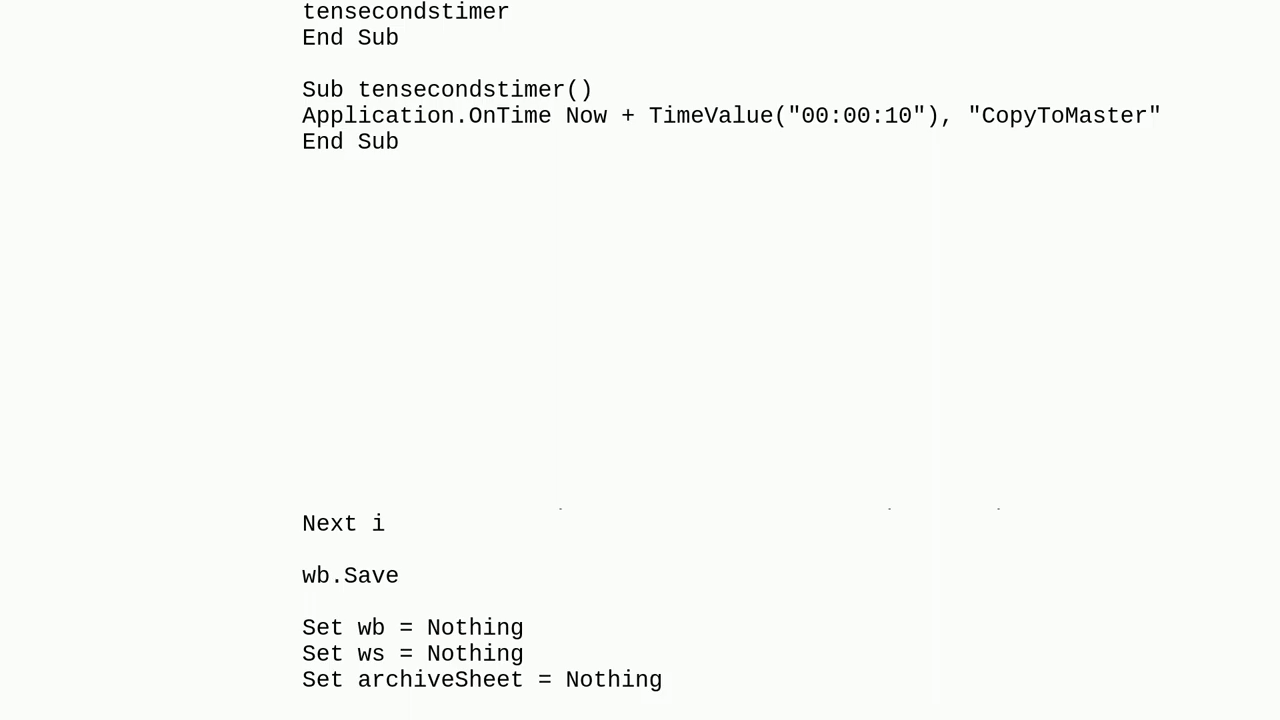 tensecondstimer
End Sub
Sub tensecondstimer()
Application.OnTime Now + TimeValue("00:00:10"), "CopyToMaster"
End Sub
Next i
wb.Save
Set wb = Nothing
Set ws = Nothing
Set archiveSheet = Nothing